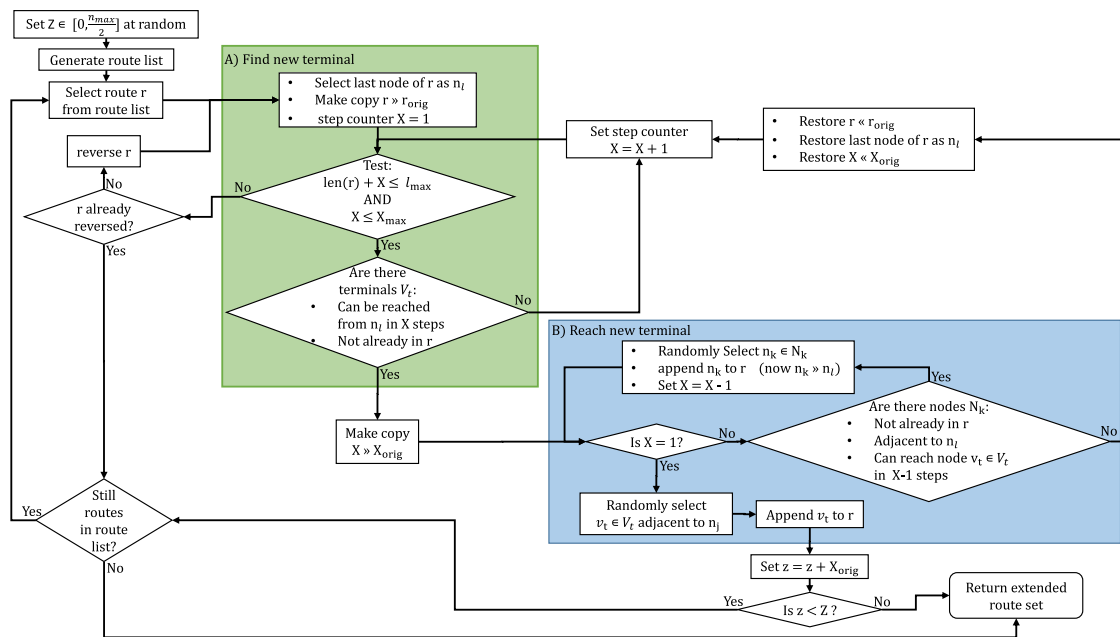 Set Z ∈ [0, n_max/2] at random
Generate route list
Select route r
from route list
reverse r
No
r already
reversed?
Yes
A) Find new terminal
• Select last node of r as n_l
• Make copy r » r_orig
• step counter X = 1
Test:
len(r) + X ≤ l_max
AND
X ≤ X_max
No
Yes
Are there
terminals V_t:
• Can be reached
from n_l in X steps
• Not already in r
No
Yes
Set step counter
X = X + 1
• Restore r « r_orig
• Restore last node of r as n_l
• Restore X « X_orig
Make copy
X » X_orig
B) Reach new terminal
• Randomly Select n_k ∈ N_k
• append n_k to r (now n_k » n_l)
• Set X = X - 1
Yes
Is X = 1?
No
Yes
Are there nodes N_k:
• Not already in r
• Adjacent to n_l
• Can reach node v_t ∈ V_t
in X-1 steps
No
Randomly select
v_t ∈ V_t adjacent to n_j
Append v_t to r
Set z = z + X_orig
Is z < Z ?
Yes
No
Return extended
route set
Still
routes
in route
list?
Yes
No